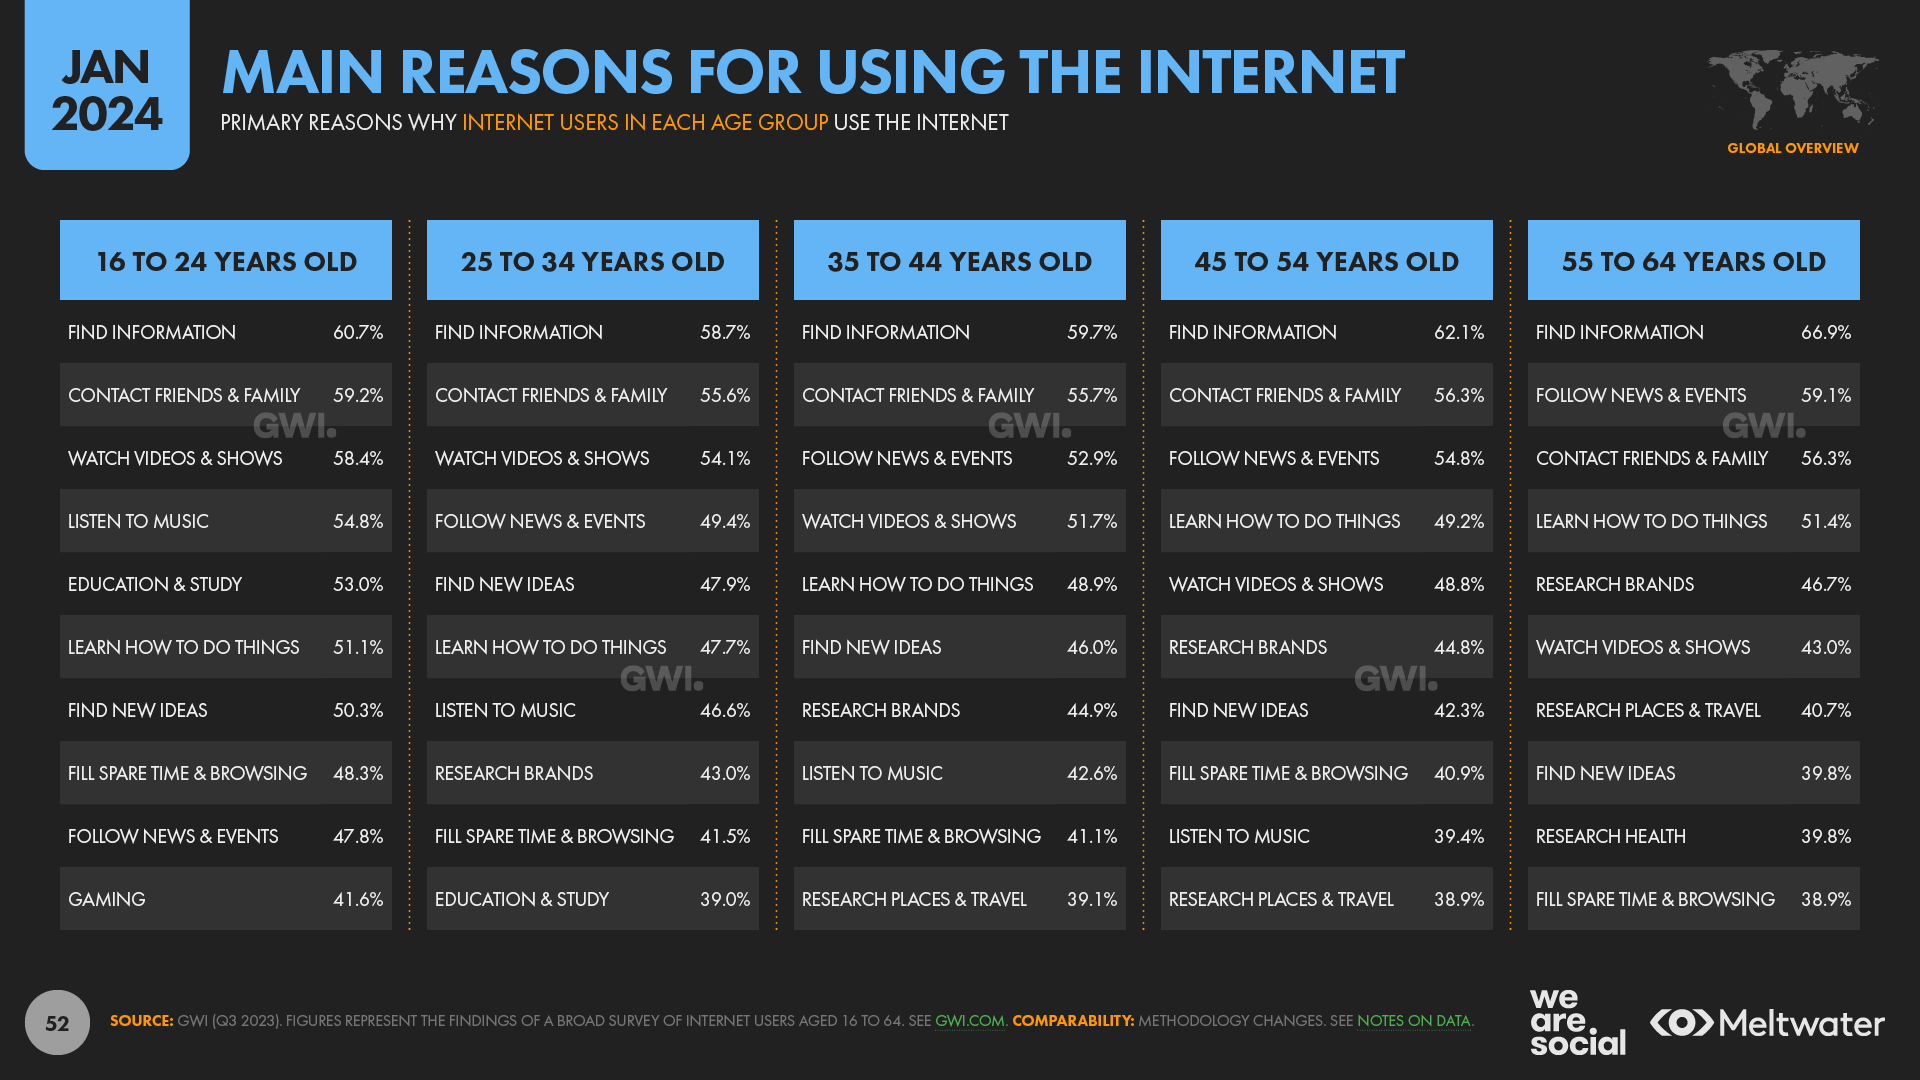 JAN
2024
MAIN REASONS FOR USING THE INTERNET
PRIMARY REASONS WHY INTERNET USERS IN EACH AGE GROUP USE THE INTERNET
GLOBAL OVERVIEW
16 TO 24 YEARS OLD
FIND INFORMATION 60.7%
CONTACT FRIENDS & FAMILY 59.2%
GWI.
WATCH VIDEOS & SHOWS 58.4%
LISTEN TO MUSIC 54.8%
EDUCATION & STUDY 53.0%
LEARN HOW TO DO THINGS 51.1%
FIND NEW IDEAS 50.3%
FILL SPARE TIME & BROWSING 48.3%
FOLLOW NEWS & EVENTS 47.8%
GAMING 41.6%
25 TO 34 YEARS OLD
FIND INFORMATION 58.7%
CONTACT FRIENDS & FAMILY 55.6%
WATCH VIDEOS & SHOWS 54.1%
FOLLOW NEWS & EVENTS 49.4%
FIND NEW IDEAS 47.9%
LEARN HOW TO DO THINGS 47.7%
GWI.
LISTEN TO MUSIC 46.6%
RESEARCH BRANDS 43.0%
FILL SPARE TIME & BROWSING 41.5%
EDUCATION & STUDY 39.0%
35 TO 44 YEARS OLD
FIND INFORMATION 59.7%
CONTACT FRIENDS & FAMILY 55.7%
GWI.
FOLLOW NEWS & EVENTS 52.9%
WATCH VIDEOS & SHOWS 51.7%
LEARN HOW TO DO THINGS 48.9%
FIND NEW IDEAS 46.0%
RESEARCH BRANDS 44.9%
LISTEN TO MUSIC 42.6%
FILL SPARE TIME & BROWSING 41.1%
RESEARCH PLACES & TRAVEL 39.1%
45 TO 54 YEARS OLD
FIND INFORMATION 62.1%
CONTACT FRIENDS & FAMILY 56.3%
FOLLOW NEWS & EVENTS 54.8%
LEARN HOW TO DO THINGS 49.2%
WATCH VIDEOS & SHOWS 48.8%
RESEARCH BRANDS 44.8%
GWI.
FIND NEW IDEAS 42.3%
FILL SPARE TIME & BROWSING 40.9%
LISTEN TO MUSIC 39.4%
RESEARCH PLACES & TRAVEL 38.9%
55 TO 64 YEARS OLD
FIND INFORMATION 66.9%
FOLLOW NEWS & EVENTS 59.1%
GWI.
CONTACT FRIENDS & FAMILY 56.3%
LEARN HOW TO DO THINGS 51.4%
RESEARCH BRANDS 46.7%
WATCH VIDEOS & SHOWS 43.0%
RESEARCH PLACES & TRAVEL 40.7%
FIND NEW IDEAS 39.8%
RESEARCH HEALTH 39.8%
FILL SPARE TIME & BROWSING 38.9%
52
SOURCE: GWI (Q3 2023). FIGURES REPRESENT THE FINDINGS OF A BROAD SURVEY OF INTERNET USERS AGED 16 TO 64. SEE GWI.COM. COMPARABILITY: METHODOLOGY CHANGES. SEE NOTES ON DATA.
we
are
social
Meltwater